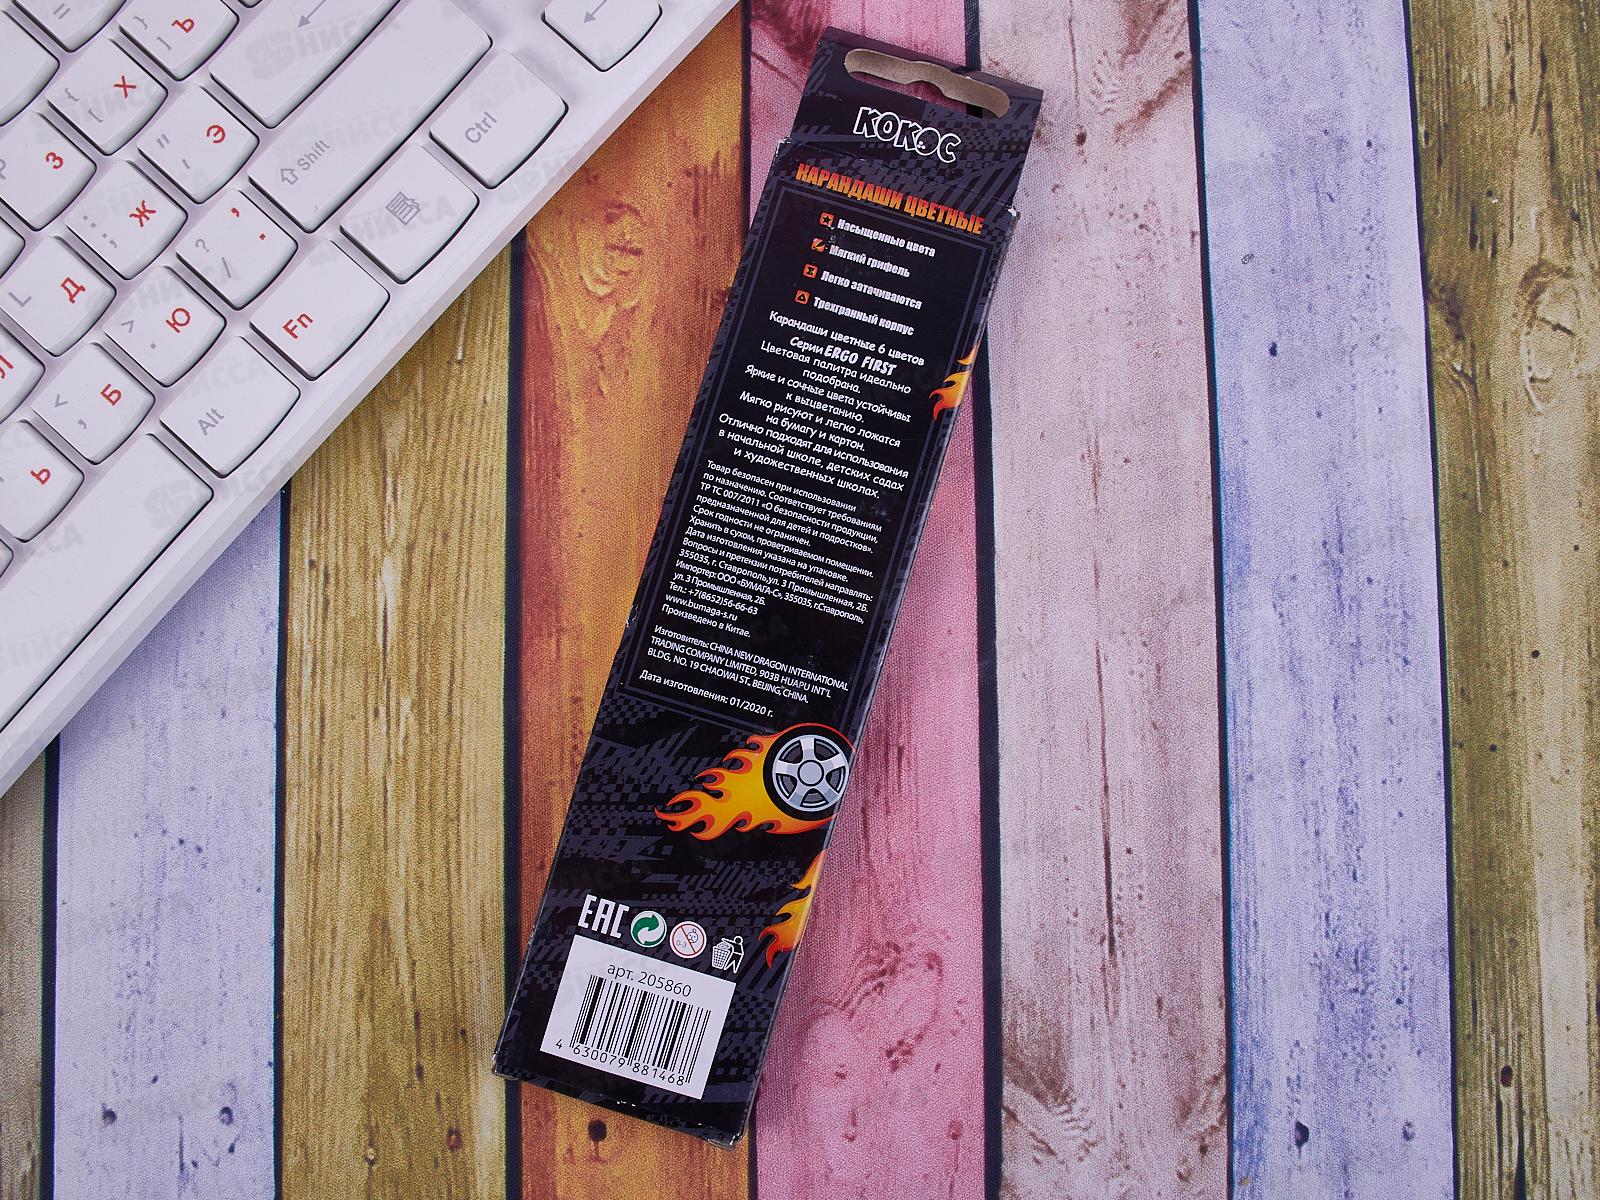 КОКОС
КАРАНДАШИ ЦВЕТНЫЕ
Насыщенные цвета
Мягкий грифель
Легко затачиваются
Трехгранный корпус
Карандаши цветные 6 цветов
Серии ERGO FIRST
Цветовая палитра идеально
подобрана.
Яркие и сочные цвета устойчивы
к выцветанию.
Мягко рисуют и легко ложатся
на бумагу и картон.
Отлично подходят для использования
в начальной школе, детских садах
и художественных школах.
Товар безопасен при использовании
по назначению. Соответствует требованиям
ТР ТС 007/2011 «О безопасности продукции,
предназначенной для детей и подростков».
Срок годности не ограничен.
Хранить в сухом, проветриваемом помещении.
Дата изготовления указана на упаковке.
Вопросы и претензии потребителей направлять:
355035, г. Ставрополь, ул. 3 Промышленная, 2Б.
Импортер: ООО «БУМАГА-С», 355035, г.Ставрополь,
ул. 3 Промышленная, 2Б.
Тел.: +7(8652)56-66-63
www.bumaga-s.ru
Произведено в Китае.
Изготовитель: CHINA NEW DRAGON INTERNATIONAL
TRADING COMPANY LIMITED, 903B HUAPU INT'L
BLDG, NO. 19 CHAOWAI ST., BEIJING, CHINA.
Дата изготовления: 01/2020 г.
EAC
0-3
арт. 205860
4 630079 881468
Ъ
Х
З
Э
Shift
Ctrl
Ж
Д
Ю
Fn
Л
Б
Alt
Ь